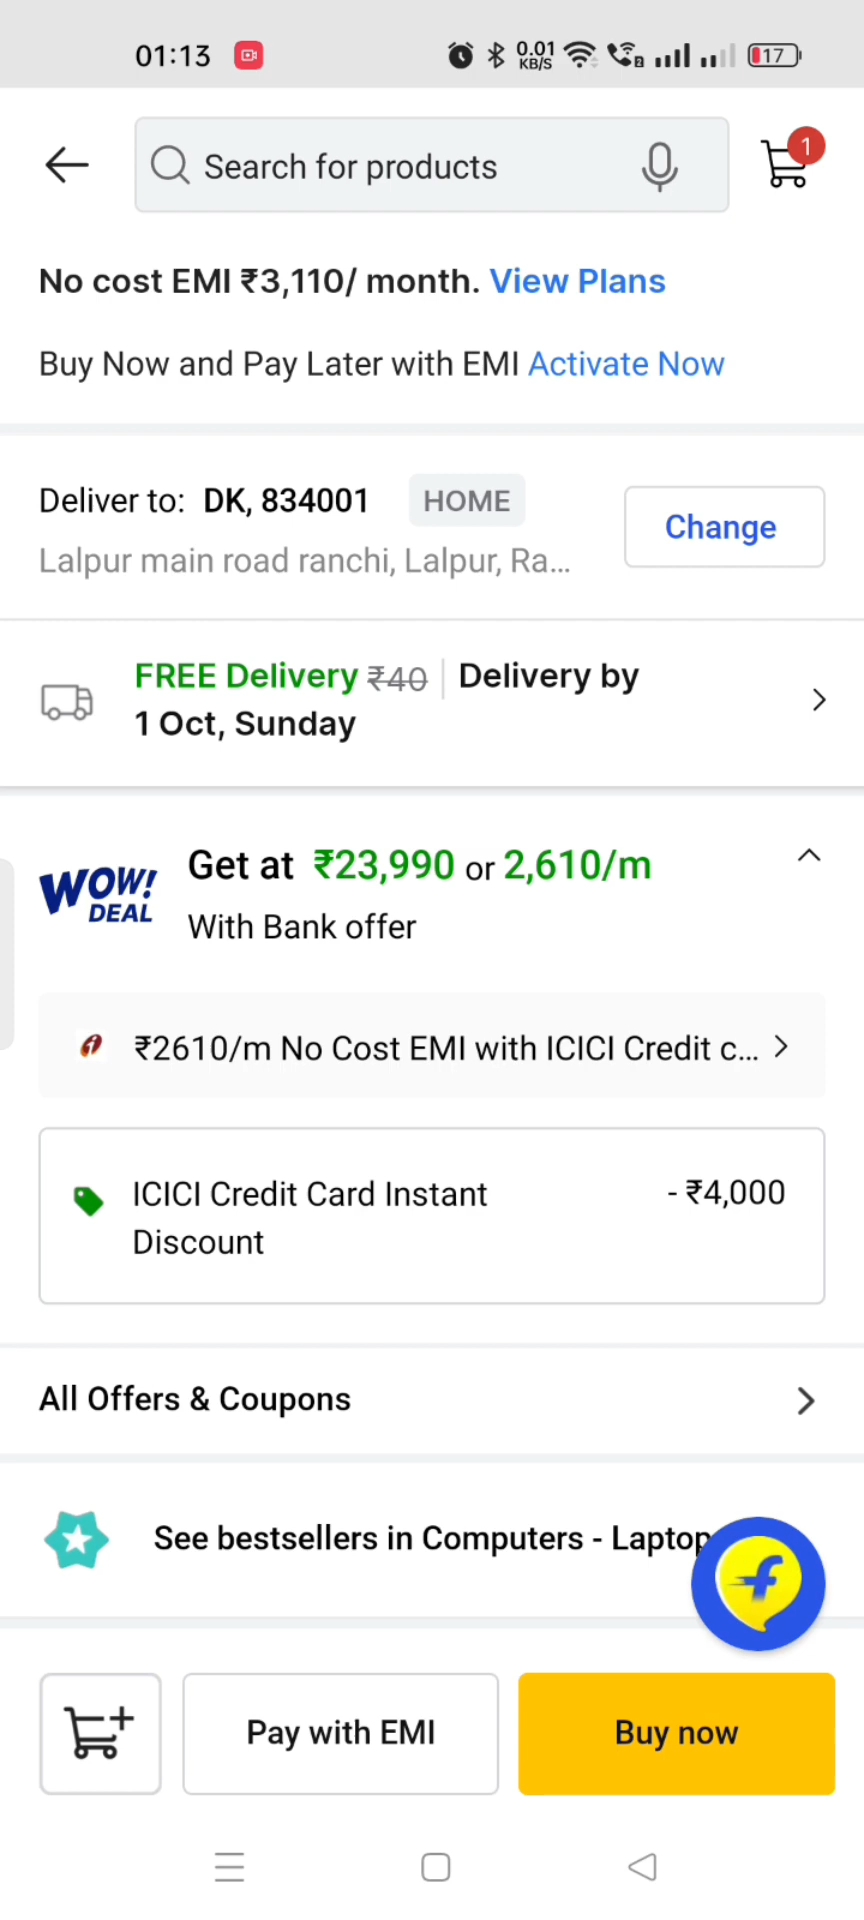 01:13 0.01 KB/S 2 17
Search for products 1
No cost EMI ₹3,110/ month. View Plans
Buy Now and Pay Later with EMI Activate Now
Deliver to: DK, 834001 HOME
Change
Lalpur main road ranchi, Lalpur, Ra...
FREE Delivery ₹40 Delivery by
1 Oct, Sunday
WOW! DEAL
Get at ₹23,990 or 2,610/m
With Bank offer
₹2610/m No Cost EMI with ICICI Credit c...
ICICI Credit Card Instant - ₹4,000
Discount
All Offers & Coupons
See bestsellers in Computers - Laptop
Pay with EMI Buy now